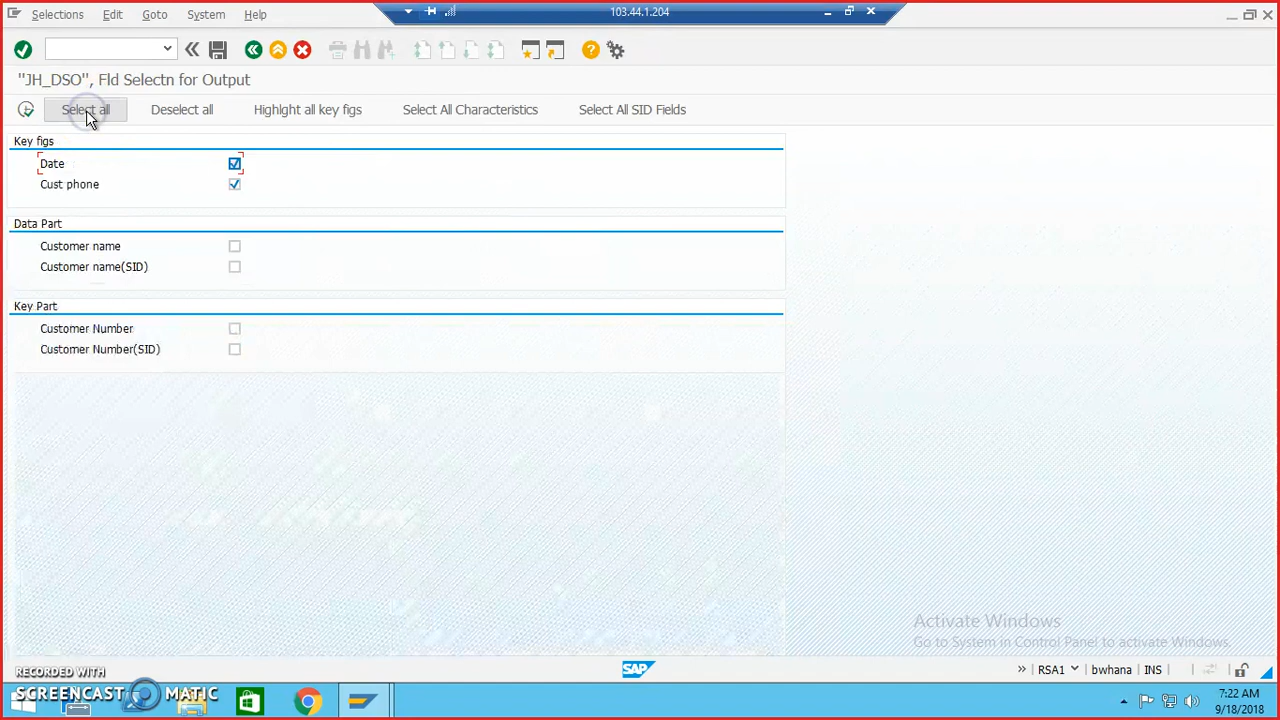 Selections Edit Goto System Help
103.44.1.204
"JH_DSO", Fld Selectn for Output
Select all Deselect all Highlght all key figs Select All Characteristics Select All SID Fields
Key figs
Date
Cust phone
Data Part
Customer name
Customer name(SID)
Key Part
Customer Number
Customer Number(SID)
Activate Windows
Go to System in Control Panel to activate Windows.
SAP
» RSA1 bwhana INS
RECORDED WITH
SCREENCAST MATIC
7:22 AM
9/18/2018